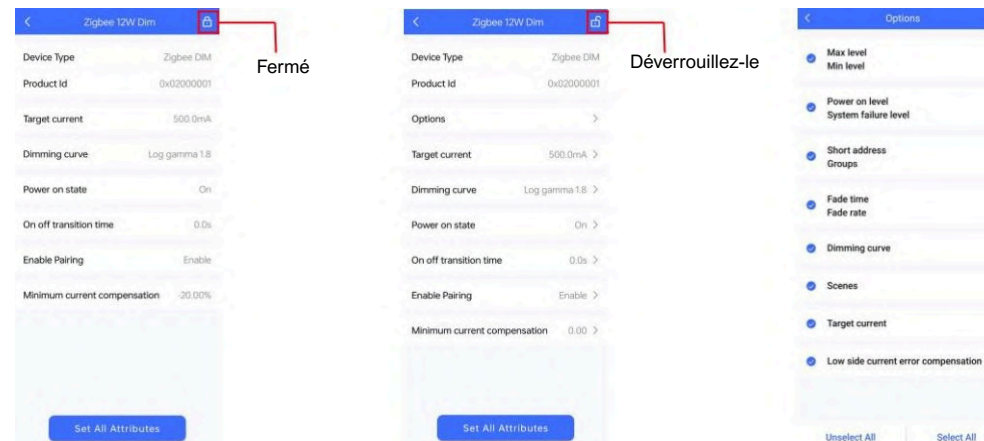 Zigbee 12W Dim
Device Type Zigbee DIM
Product Id 0x02000001
Target current 500.0mA
Dimming curve Log gamma 1.8
Power on state On
On off transition time 0.0s
Enable Pairing Enable
Minimum current compensation -20.00%
Set All Attributes
Fermé
Zigbee 12W Dim
Device Type Zigbee DIM
Product Id 0x02000001
Options
Target current 500.0mA
Dimming curve Log gamma 1.8
Power on state On
On off transition time 0.0s
Enable Pairing Enable
Minimum current compensation 0.00
Set All Attributes
Déverrouillez-le
Options
Max level
Min level
Power on level
System failure level
Short address
Groups
Fade time
Fade rate
Dimming curve
Scenes
Target current
Low side current error compensation
Unselect All Select All